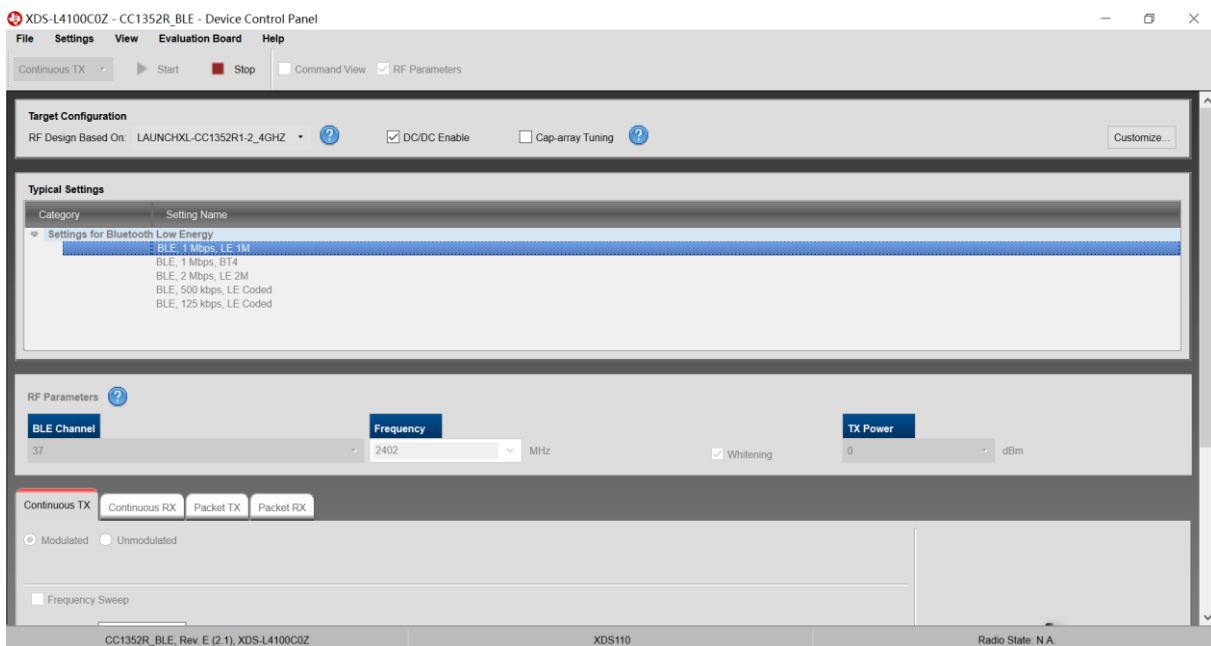 XDS-L4100C0Z - CC1352R_BLE - Device Control Panel
File Settings View Evaluation Board Help
Continuous TX Start Stop Command View RF Parameters
Target Configuration
RF Design Based On: LAUNCHXL-CC1352R1-2_4GHZ ? DC/DC Enable Cap-array Tuning ? Customize...
Typical Settings
Category Setting Name
Settings for Bluetooth Low Energy
BLE, 1 Mbps, LE 1M
BLE, 1 Mbps, BT4
BLE, 2 Mbps, LE 2M
BLE, 500 kbps, LE Coded
BLE, 125 kbps, LE Coded
RF Parameters ?
BLE Channel Frequency TX Power
37 2402 MHz Whitening 0 dBm
Continuous TX Continuous RX Packet TX Packet RX
Modulated Unmodulated
Frequency Sweep
CC1352R_BLE, Rev. E (2.1), XDS-L4100C0Z XDS110 Radio State: N.A.